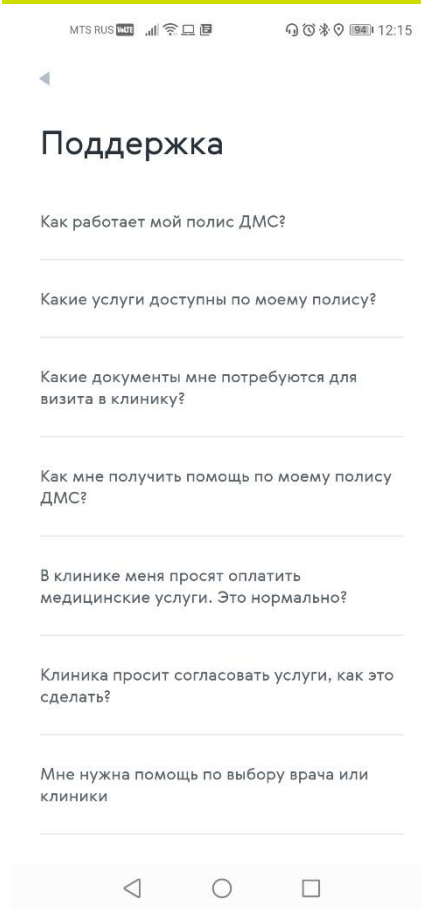 MTS RUS VoLTE 94 12:15
Поддержка
Как работает мой полис ДМС?
Какие услуги доступны по моему полису?
Какие документы мне потребуются для
визита в клинику?
Как мне получить помощь по моему полису
ДМС?
В клинике меня просят оплатить
медицинские услуги. Это нормально?
Клиника просит согласовать услуги, как это
сделать?
Мне нужна помощь по выбору врача или
клиники